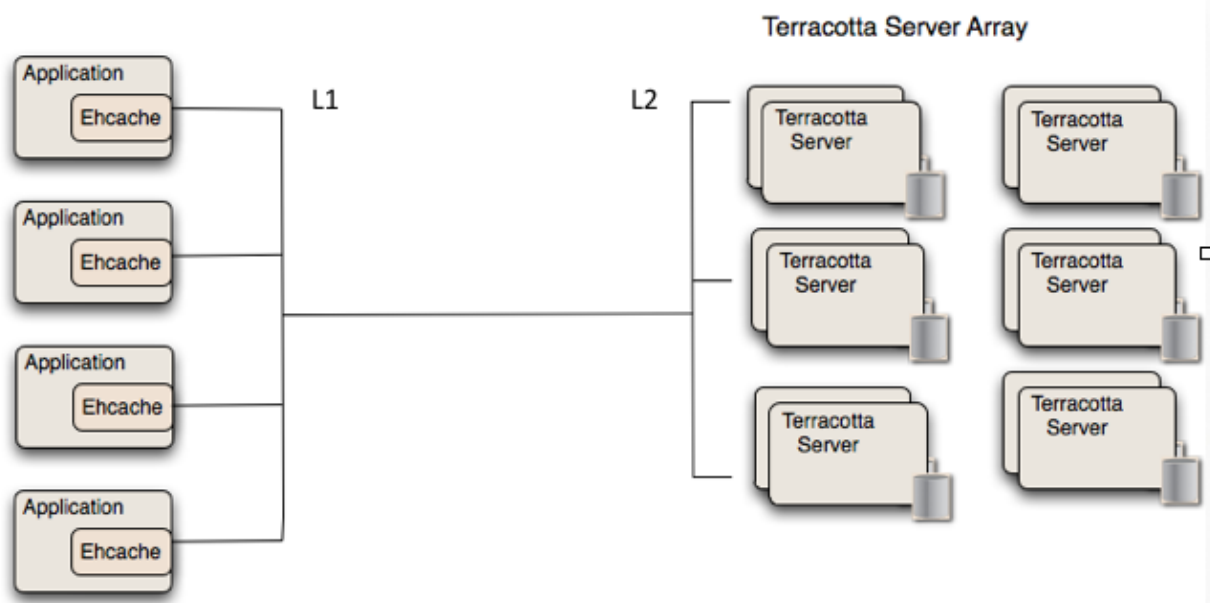 Terracotta Server Array
Application
Ehcache
Application
Ehcache
Application
Ehcache
Application
Ehcache
L1
L2
Terracotta
Server
Terracotta
Server
Terracotta
Server
Terracotta
Server
Terracotta
Server
Terracotta
Server